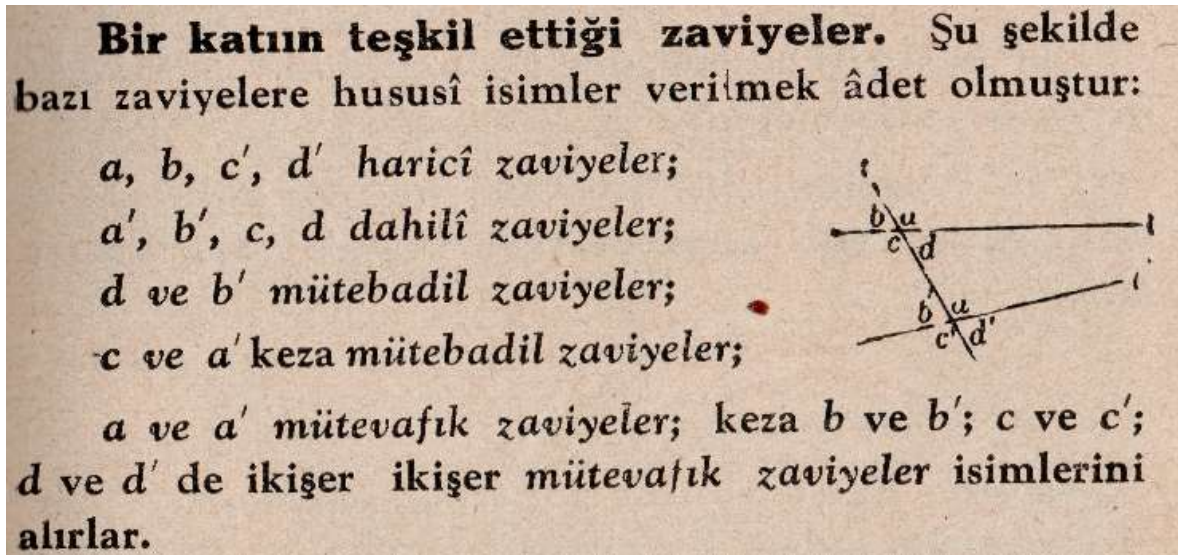 Bir katıın teşkil ettiği zaviyeler. Şu şekilde
bazı zaviyelere hususî isimler verilmek âdet olmuştur:
a, b, c′, d′ haricî zaviyeler;
a′, b′, c, d dahilî zaviyeler;
d ve b′ mütebadil zaviyeler;
c ve a′ keza mütebadil zaviyeler;
a ve a′ mütevafık zaviyeler; keza b ve b′; c ve c′;
d ve d′ de ikişer ikişer mütevafık zaviyeler isimlerini
alırlar.
b a
c d
b a
c′ d′